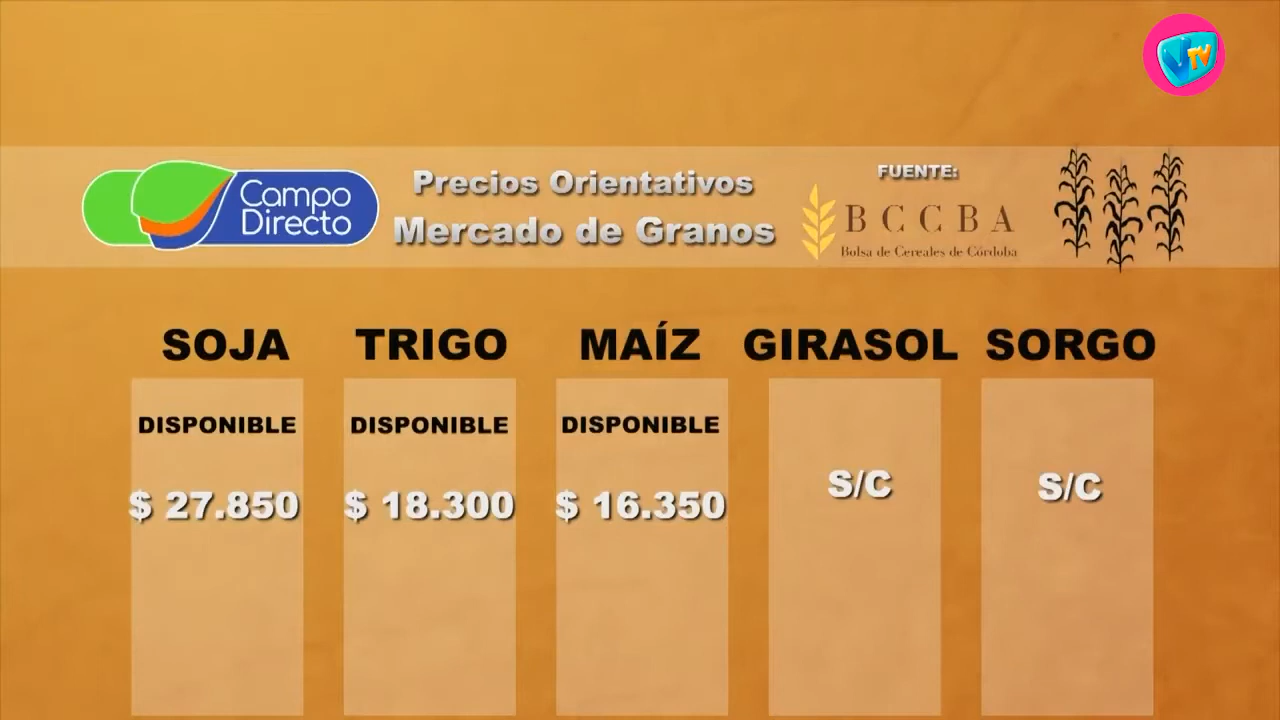 VTV
Campo
Directo
Precios Orientativos
Mercado de Granos
FUENTE:
BCCBA
Bolsa de Cereales de Córdoba
SOJA
TRIGO
MAÍZ
GIRASOL
SORGO
DISPONIBLE
DISPONIBLE
DISPONIBLE
$ 27.850
$ 18.300
$ 16.350
S/C
S/C